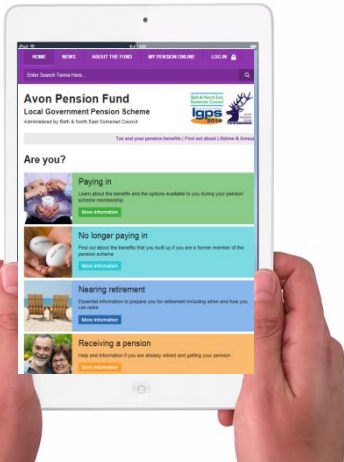 iPad
9:41 AM
HOME NEWS ABOUT THE FUND MY PENSION ONLINE LOG IN
Enter Search Terms Here...
Avon Pension Fund
Local Government Pension Scheme
Administered by Bath & North East Somerset Council
Bath & North East
Somerset Council
lgps
2014
Tax and your pension benefits | Find out about Lifetime & Annua
Are you?
Paying in
Learn about the benefits and the options available to you during your pension
scheme membership
More information
No longer paying in
Find out about the benefits that you built up if you are a former member of the
pension scheme
More information
Nearing retirement
Essential information to prepare you for retirement including when and how you
can retire
More information
Receiving a pension
Help and information if you are already retired and getting your pension
More information